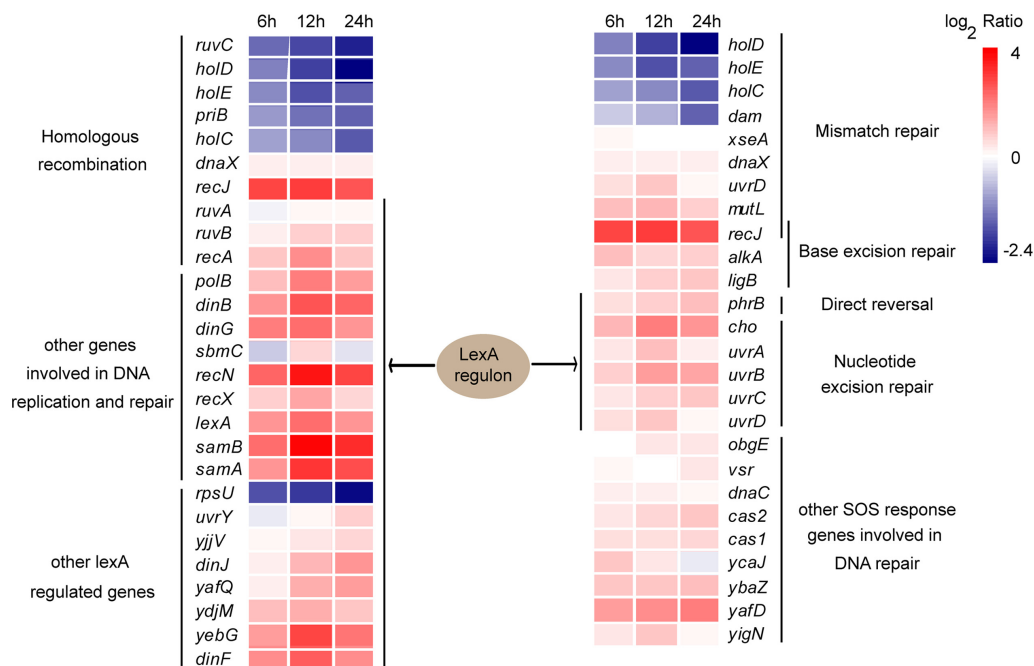 6h 12h 24h
ruvC
holD
holE
priB
holC
dnaX
recJ
ruvA
ruvB
recA
polB
dinB
dinG
sbmC
recN
recX
lexA
samB
samA
rpsU
uvrY
yjjV
dinJ
yafQ
ydjM
yebG
dinF
Homologous
recombination
other genes
involved in DNA
replication and repair
other lexA
regulated genes
LexA
regulon
6h 12h 24h
holD
holE
holC
dam
xseA
dnaX
uvrD
mutL
recJ
alkA
ligB
phrB
cho
uvrA
uvrB
uvrC
uvrD
obgE
vsr
dnaC
cas2
cas1
ycaJ
ybaZ
yafD
yigN
Mismatch repair
Base excision repair
Direct reversal
Nucleotide
excision repair
other SOS response
genes involved in
DNA repair
log2 Ratio
4
0
-2.4